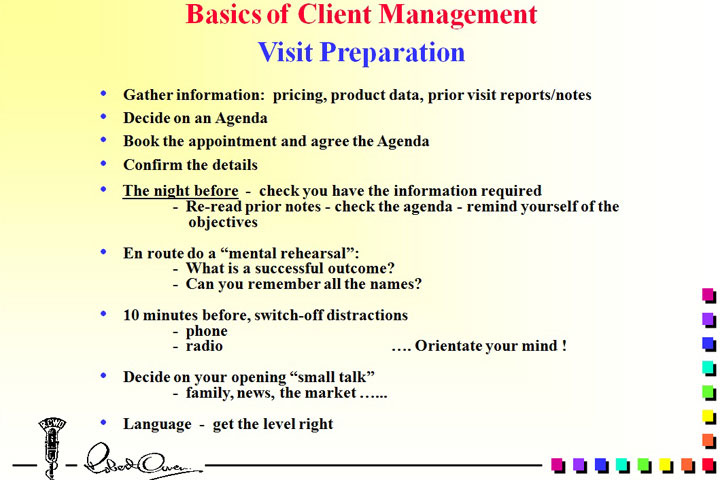 Basics of Client Management
Visit Preparation
• Gather information: pricing, product data, prior visit reports/notes
• Decide on an Agenda
• Book the appointment and agree the Agenda
• Confirm the details
• The night before - check you have the information required
- Re-read prior notes - check the agenda - remind yourself of the
objectives
• En route do a “mental rehearsal”:
- What is a successful outcome?
- Can you remember all the names?
• 10 minutes before, switch-off distractions
- phone
- radio …. Orientate your mind !
• Decide on your opening “small talk”
- family, news, the market …...
• Language - get the level right
Robert Owen